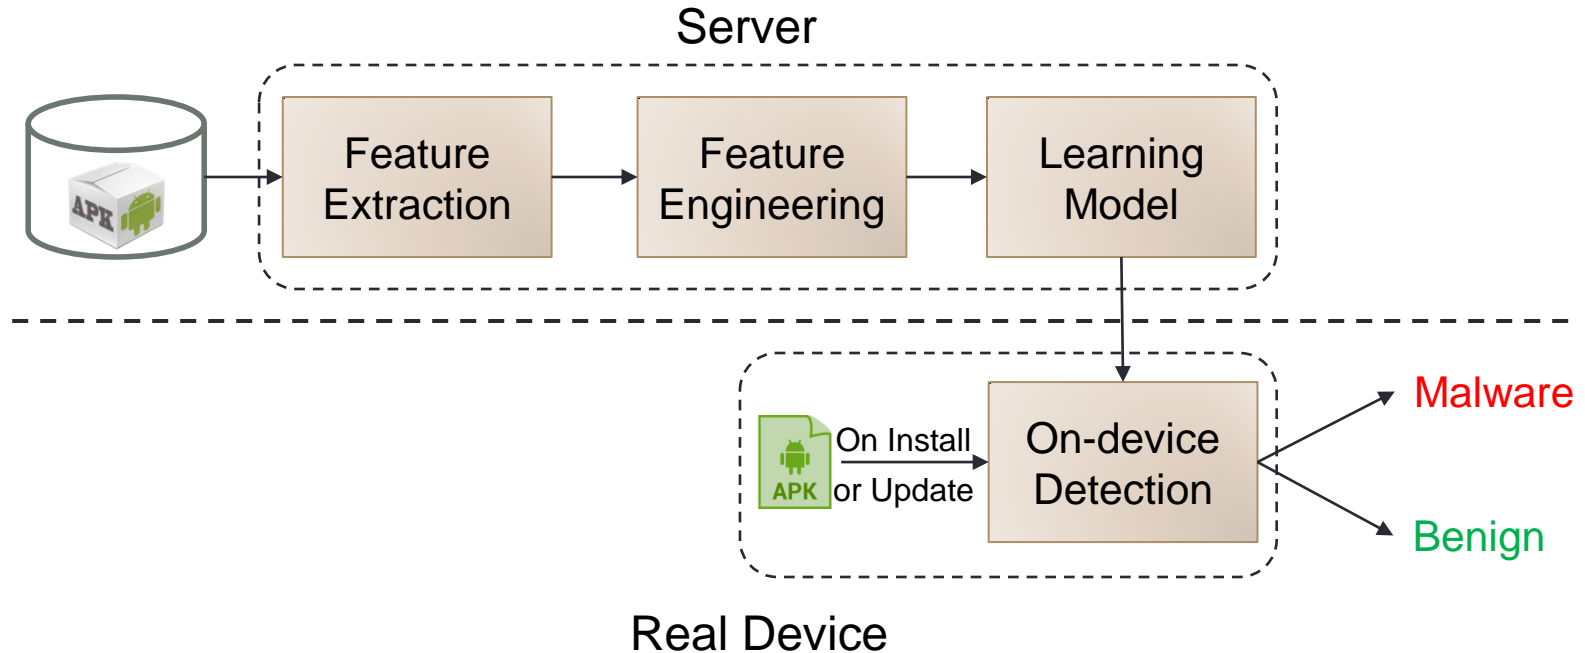 Server
APK
Feature
Extraction
Feature
Engineering
Learning
Model
APK
On Install
or Update
On-device
Detection
Malware
Benign
Real Device